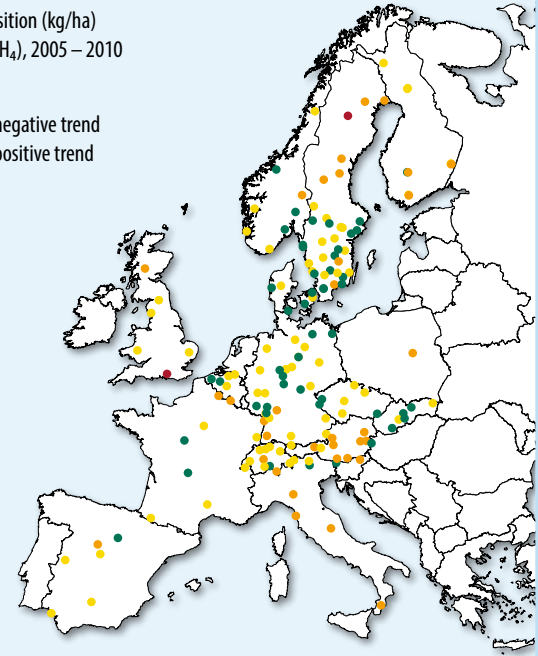 sition (kg/ha)
H₄), 2005 – 2010
negative trend
positive trend